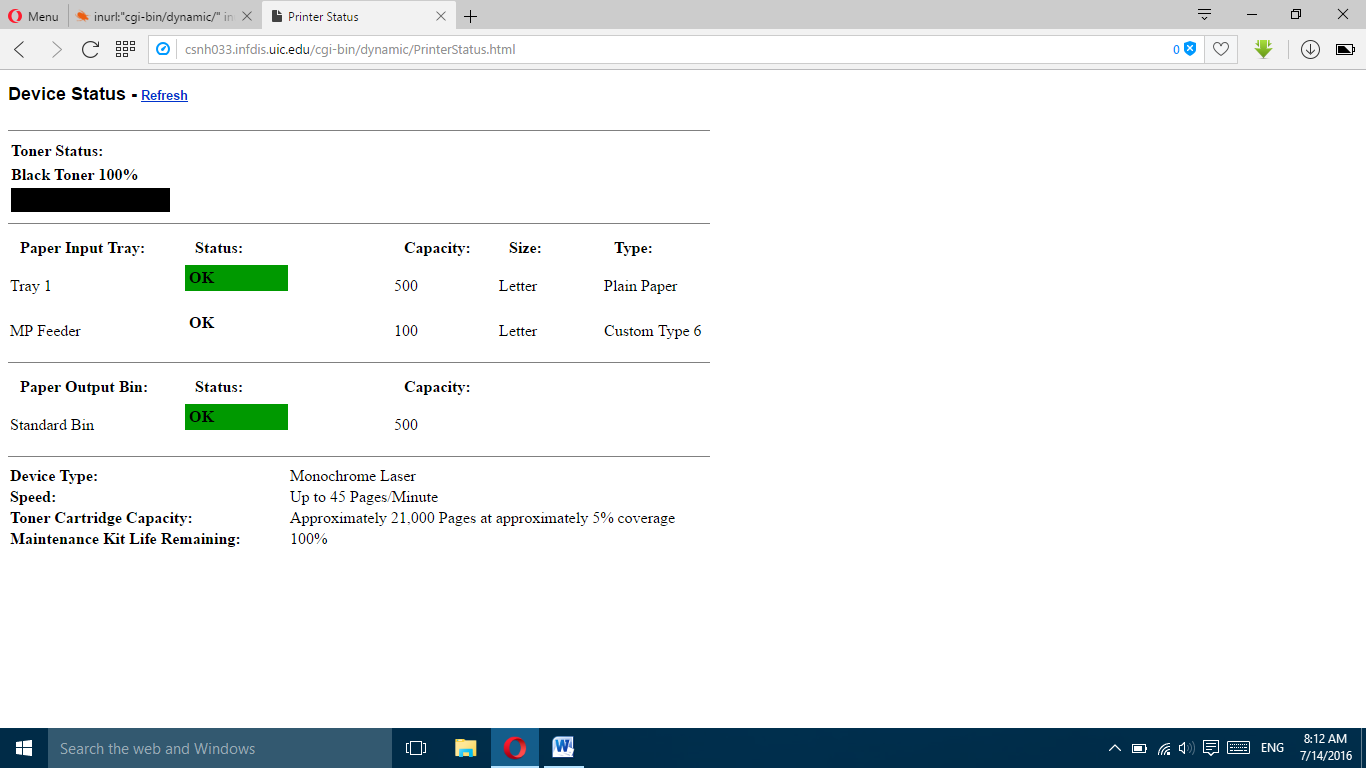 Menu
inurl:"cgi-bin/dynamic/" in
Printer Status
csnh033.infdis.uic.edu/cgi-bin/dynamic/PrinterStatus.html
0
Device Status - Refresh
Toner Status:
Black Toner 100%
Paper Input Tray: Status: Capacity: Size: Type:
Tray 1 OK 500 Letter Plain Paper
MP Feeder OK 100 Letter Custom Type 6
Paper Output Bin: Status: Capacity:
Standard Bin OK 500
Device Type: Monochrome Laser
Speed: Up to 45 Pages/Minute
Toner Cartridge Capacity: Approximately 21,000 Pages at approximately 5% coverage
Maintenance Kit Life Remaining: 100%
Search the web and Windows
W
ENG
8:12 AM
7/14/2016